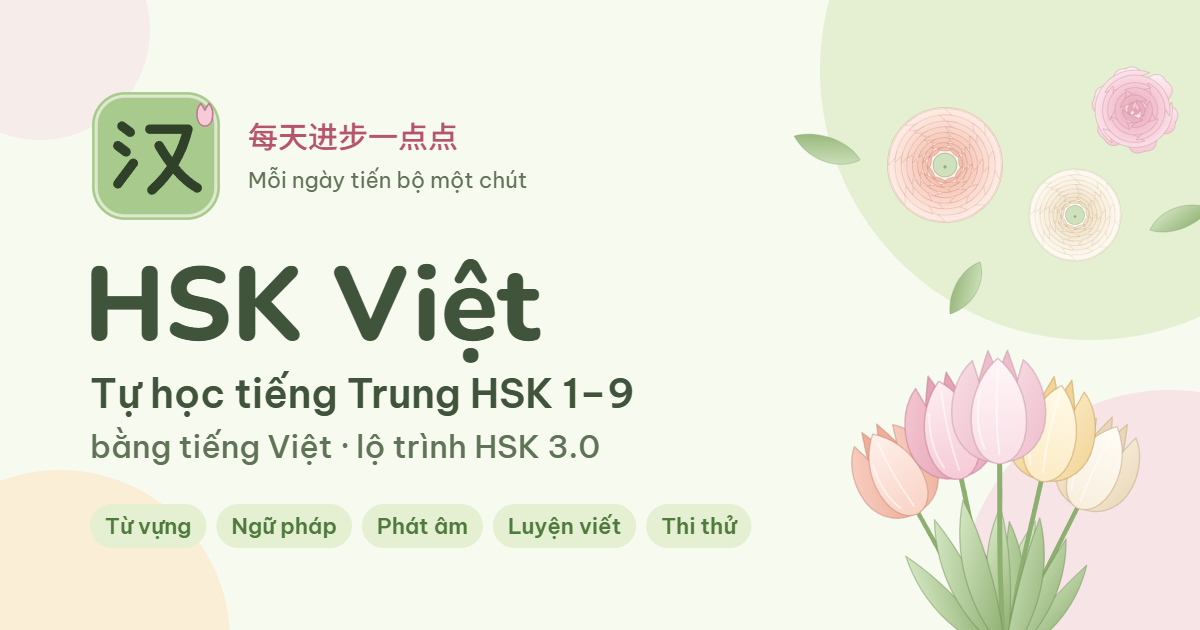 汉
每天进步一点点
Mỗi ngày tiến bộ một chút
HSK Việt
Tự học tiếng Trung HSK 1–9
bằng tiếng Việt · lộ trình HSK 3.0
Từ vựng Ngữ pháp Phát âm Luyện viết Thi thử